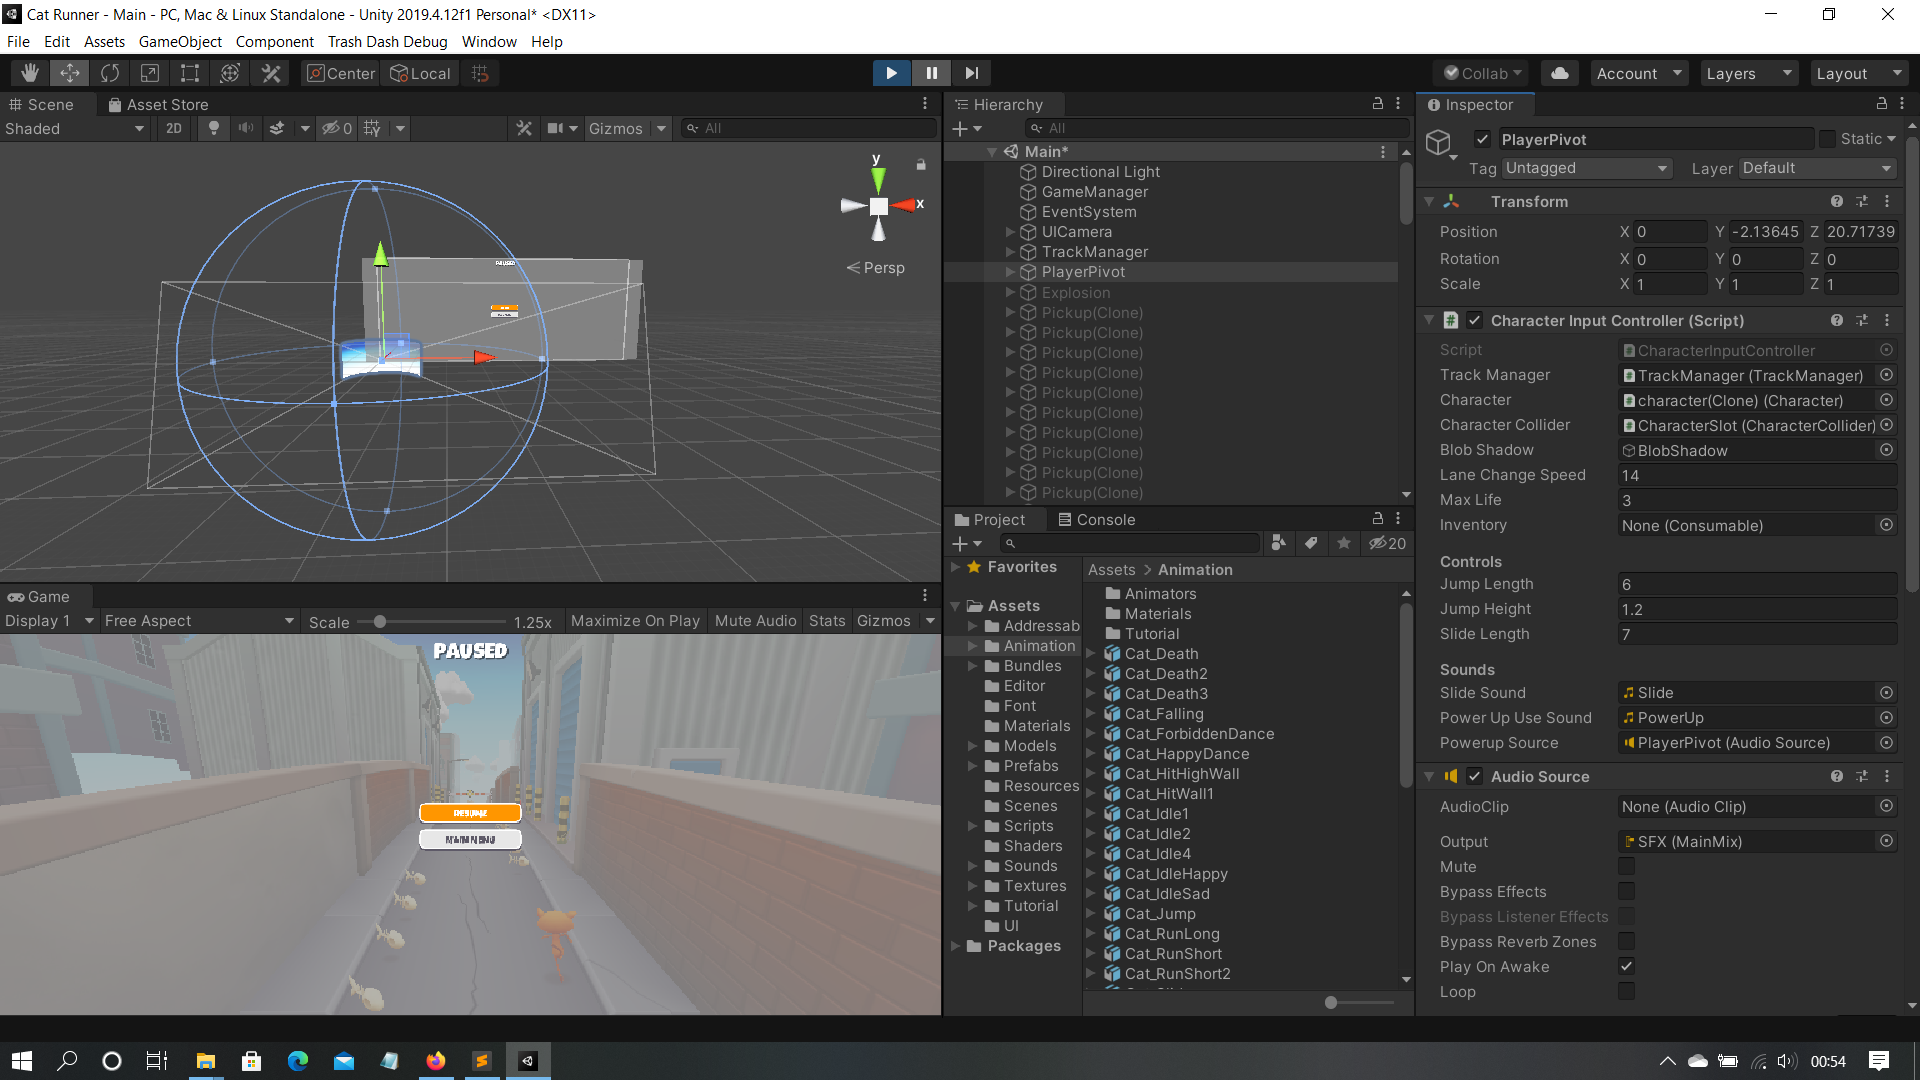 Cat Runner - Main - PC, Mac & Linux Standalone - Unity 2019.4.12f1 Personal* <DX11>
File Edit Assets GameObject Component Trash Dash Debug Window Help
Center Local Collab Account Layers Layout
Scene Asset Store
Shaded 2D 0 Gizmos All
y
x
Persp
PAUSED
Game
Display 1 Free Aspect Scale 1.25x Maximize On Play Mute Audio Stats Gizmos
PAUSED
RESUME
MAIN MENU
Hierarchy
All
Main*
Directional Light
GameManager
EventSystem
UICamera
TrackManager
PlayerPivot
Explosion
Pickup(Clone)
Pickup(Clone)
Pickup(Clone)
Pickup(Clone)
Pickup(Clone)
Pickup(Clone)
Pickup(Clone)
Pickup(Clone)
Pickup(Clone)
Pickup(Clone)
Project Console
20
Favorites
Assets
Addressab
Animation
Bundles
Editor
Font
Materials
Models
Prefabs
Resources
Scenes
Scripts
Shaders
Sounds
Textures
Tutorial
UI
Packages
Assets > Animation
Animators
Materials
Tutorial
Cat_Death
Cat_Death2
Cat_Death3
Cat_Falling
Cat_ForbiddenDance
Cat_HappyDance
Cat_HitHighWall
Cat_HitWall1
Cat_Idle1
Cat_Idle2
Cat_Idle4
Cat_IdleHappy
Cat_IdleSad
Cat_Jump
Cat_RunLong
Cat_RunShort
Cat_RunShort2
Inspector
PlayerPivot Static
Tag Untagged Layer Default
Transform
Position X 0 Y -2.13645 Z 20.71739
Rotation X 0 Y 0 Z 0
Scale X 1 Y 1 Z 1
Character Input Controller (Script)
Script CharacterInputController
Track Manager TrackManager (TrackManager)
Character character(Clone) (Character)
Character Collider CharacterSlot (CharacterCollider)
Blob Shadow BlobShadow
Lane Change Speed 14
Max Life 3
Inventory None (Consumable)
Controls
Jump Length 6
Jump Height 1.2
Slide Length 7
Sounds
Slide Sound Slide
Power Up Use Sound PowerUp
Powerup Source PlayerPivot (Audio Source)
Audio Source
AudioClip None (Audio Clip)
Output SFX (MainMix)
Mute
Bypass Effects
Bypass Listener Effects
Bypass Reverb Zones
Play On Awake
Loop
00:54